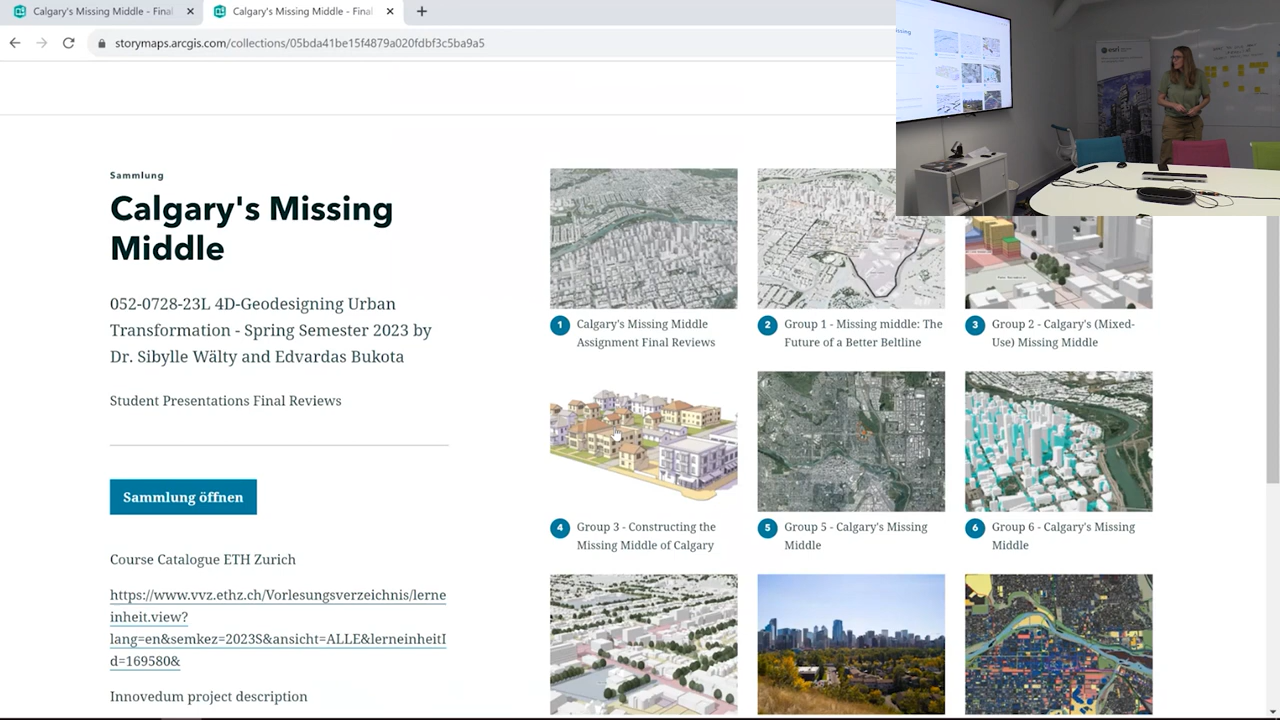 Calgary's Missing Middle - Final
Calgary's Missing Middle - Final
storymaps.arcgis.com/collections/05bda41be15f4879a020fdbf3c5ba9a5
Sammlung
Calgary's Missing
Middle
052-0728-23L 4D-Geodesigning Urban
Transformation - Spring Semester 2023 by
Dr. Sibylle Wälty and Edvardas Bukota
Student Presentations Final Reviews
Sammlung öffnen
Course Catalogue ETH Zurich
https://www.vvz.ethz.ch/Vorlesungsverzeichnis/lerne
inheit.view?
lang=en&semkez=2023S&ansicht=ALLE&lerneinheitI
d=169580&
Innovedum project description
1 Calgary's Missing Middle
Assignment Final Reviews
2 Group 1 - Missing middle: The
Future of a Better Beltline
3 Group 2 - Calgary's (Mixed-
Use) Missing Middle
4 Group 3 - Constructing the
Missing Middle of Calgary
5 Group 5 - Calgary's Missing
Middle
6 Group 6 - Calgary's Missing
Middle
esri